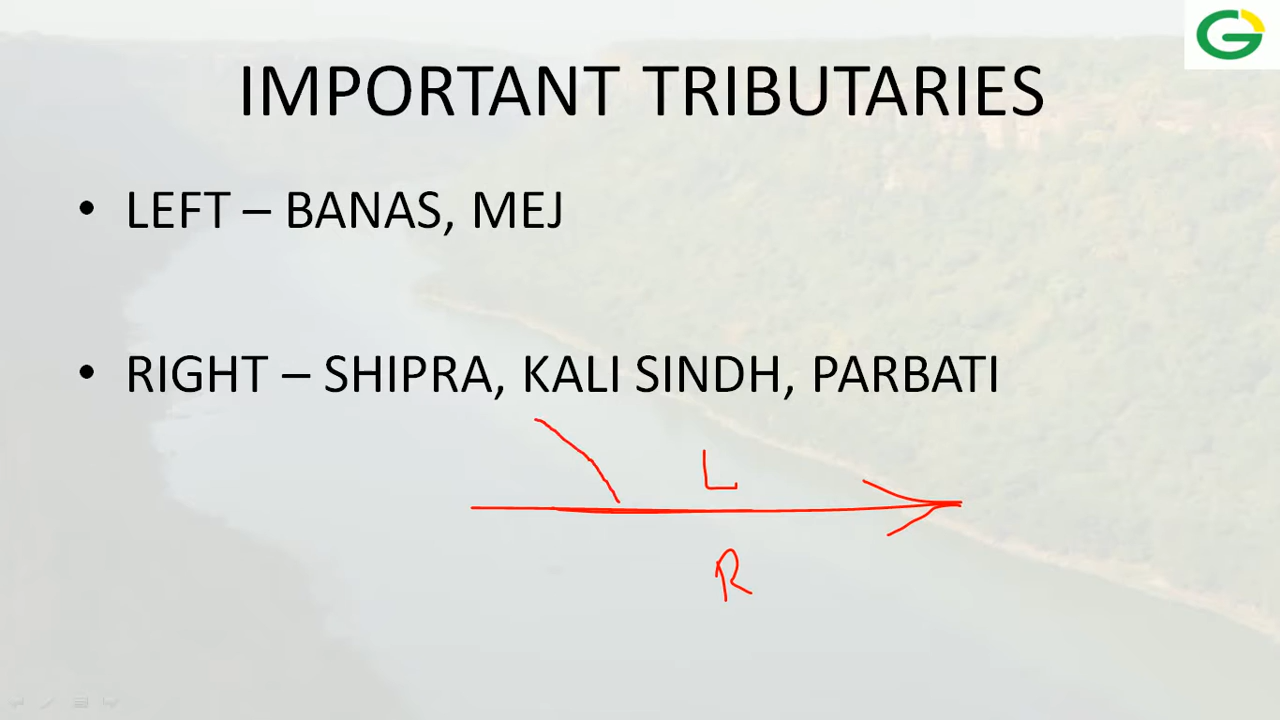 IMPORTANT TRIBUTARIES
• LEFT – BANAS, MEJ
• RIGHT – SHIPRA, KALI SINDH, PARBATI
L
R
G